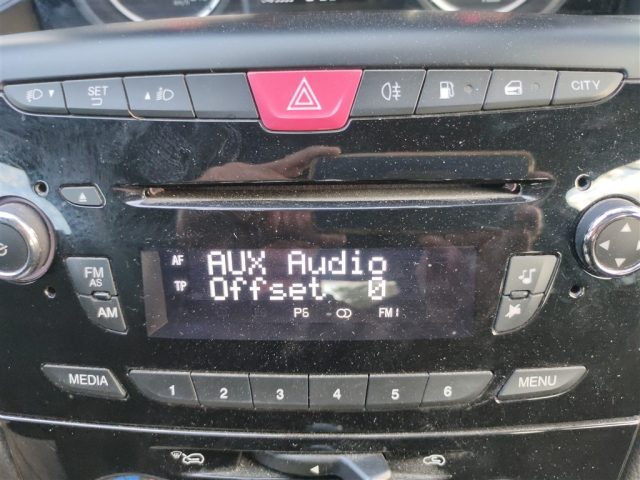 SET
CITY
AF AUX Audio
TP Offset 0
P6 FM1
FM
AS
AM
MEDIA
1 2 3 4 5 6
MENU